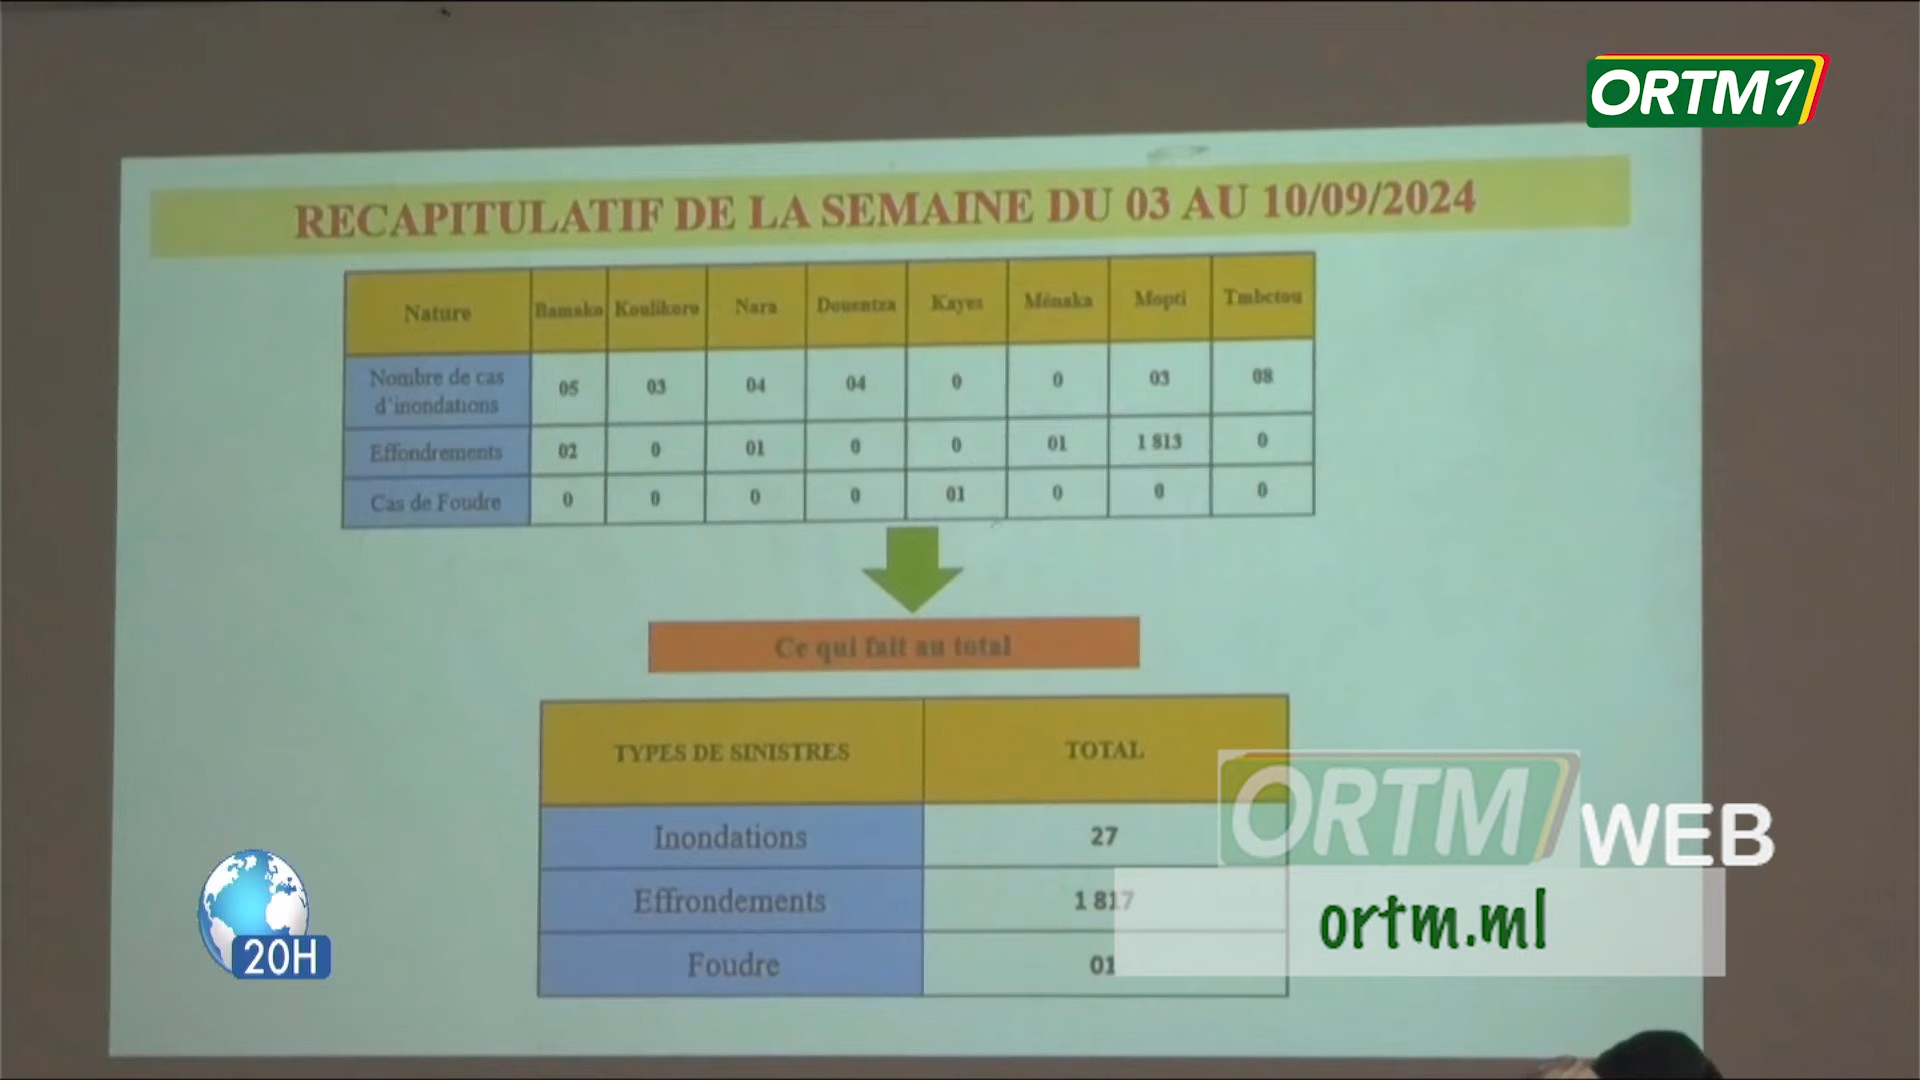 ORTM1
RECAPITULATIF DE LA SEMAINE DU 03 AU 10/09/2024
Nature Bamako Koulikoro Nara Douentza Kayes Ménaka Mopti Tmbctou
Nombre de cas
d'inondations 05 03 04 04 0 0 03 08
Effondrements 02 0 01 0 0 01 1 813 0
Cas de Foudre 0 0 0 0 01 0 0 0
Ce qui fait au total
TYPES DE SINISTRES TOTAL
Inondations 27
Effrondements 1 817
Foudre 01
ORTM WEB
ortm.ml
20H